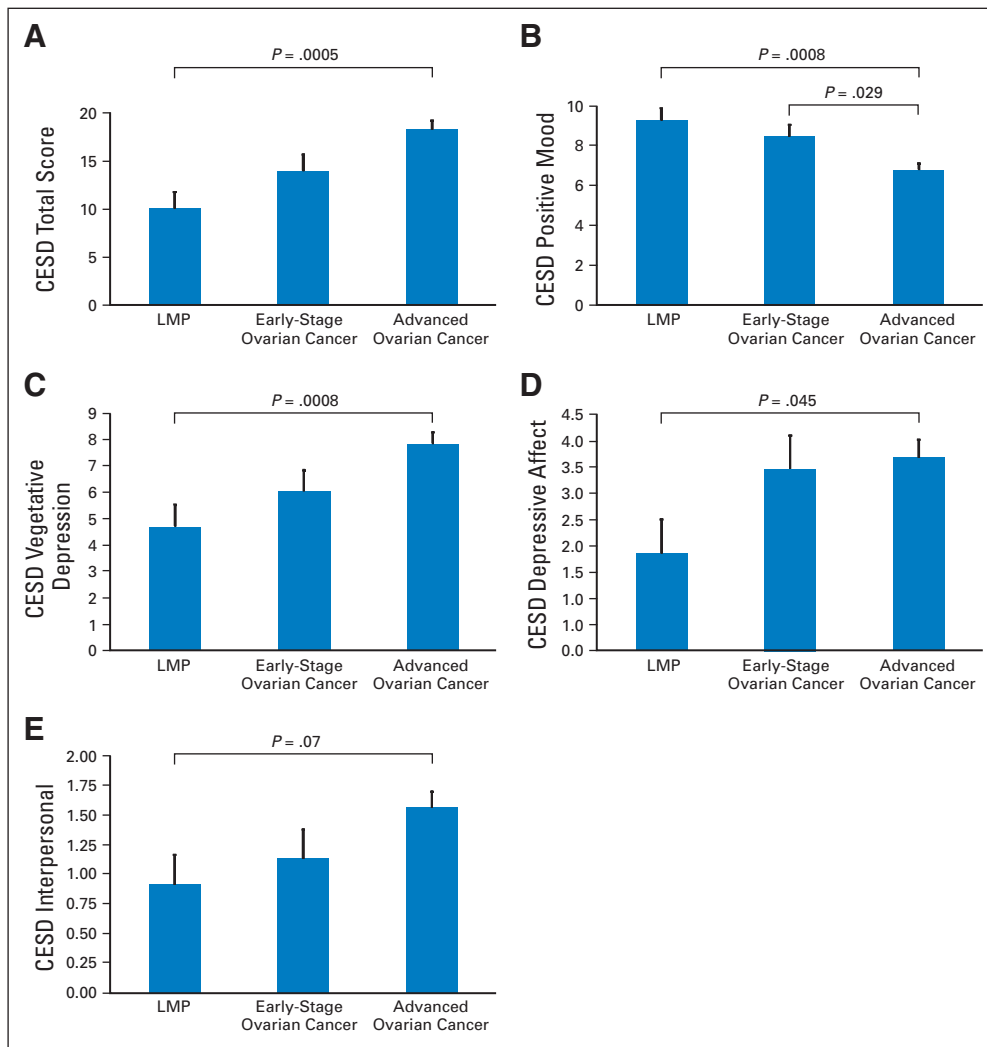 A
P = .0005
CESD Total Score
20
15
10
5
0
LMP
Early-Stage
Ovarian Cancer
Advanced
Ovarian Cancer
B
P = .0008
P = .029
CESD Positive Mood
10
8
6
4
2
0
LMP
Early-Stage
Ovarian Cancer
Advanced
Ovarian Cancer
C
P = .0008
CESD Vegetative
Depression
9
8
7
6
5
4
3
2
1
0
LMP
Early-Stage
Ovarian Cancer
Advanced
Ovarian Cancer
D
P = .045
CESD Depressive Affect
4.5
4.0
3.5
3.0
2.5
2.0
1.5
1.0
1.0
0.0
LMP
Early-Stage
Ovarian Cancer
Advanced
Ovarian Cancer
E
P = .07
CESD Interpersonal
2.00
1.75
1.50
1.25
1.00
0.75
0.50
0.25
0.00
LMP
Early-Stage
Ovarian Cancer
Advanced
Ovarian Cancer